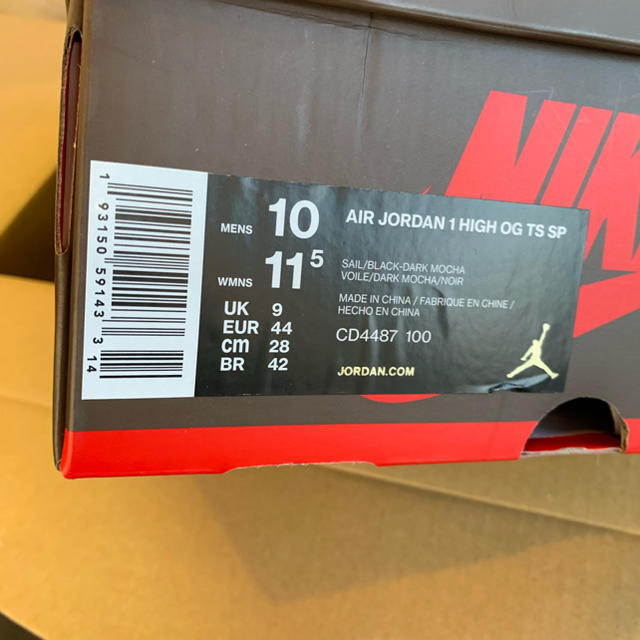 NIK
1 93150 59143 3 14
MENS 10
WMNS 11 5
UK 9
EUR 44
cm 28
BR 42
AIR JORDAN 1 HIGH OG TS SP
SAIL/BLACK-DARK MOCHA
VOILE/DARK MOCHA/NOIR
MADE IN CHINA / FABRIQUE EN CHINE /
HECHO EN CHINA
CD4487 100
JORDAN.COM